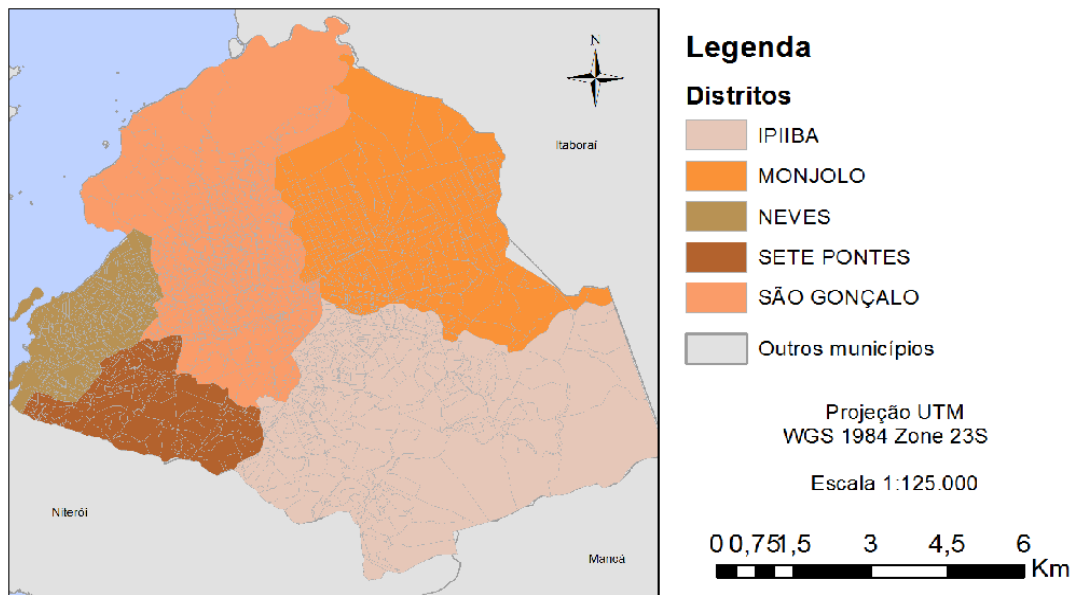 N
Itaboraí
Niterói
Maricá
Legenda
Distritos
IPIIBA
MONJOLO
NEVES
SETE PONTES
SÃO GONÇALO
Outros municípios
Projeção UTM
WGS 1984 Zone 23S
Escala 1:125.000
0 0,75 1,5 3 4,5 6
Km